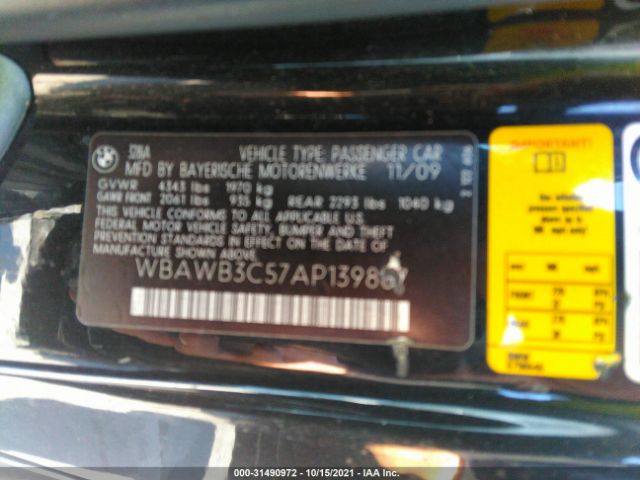 BMW 328iA VEHICLE TYPE: PASSENGER CAR
MFD BY BAYERISCHE MOTORENWERKE 11/09
GVWR 4343 lbs 1970 kg
GAWR FRONT 2061 lbs 935 kg REAR 2293 lbs 1040 kg
THIS VEHICLE CONFORMS TO ALL APPLICABLE
FEDERAL MOTOR VEHICLE SAFETY, BUMPER AND THEFT
PREVENTION STANDARDS IN EFFECT ON THE DATE OF
MANUFACTURE SHOWN ABOVE.
WBAWB3C57AP139867
IMPORTANT!
000-31490972 - 10/15/2021 - IAA Inc.